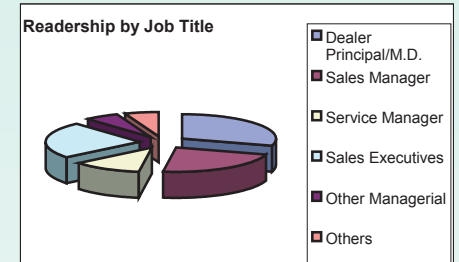 Readership by Job Title
Dealer
Principal/M.D.
Sales Manager
Service Manager
Sales Executives
Other Managerial
Others